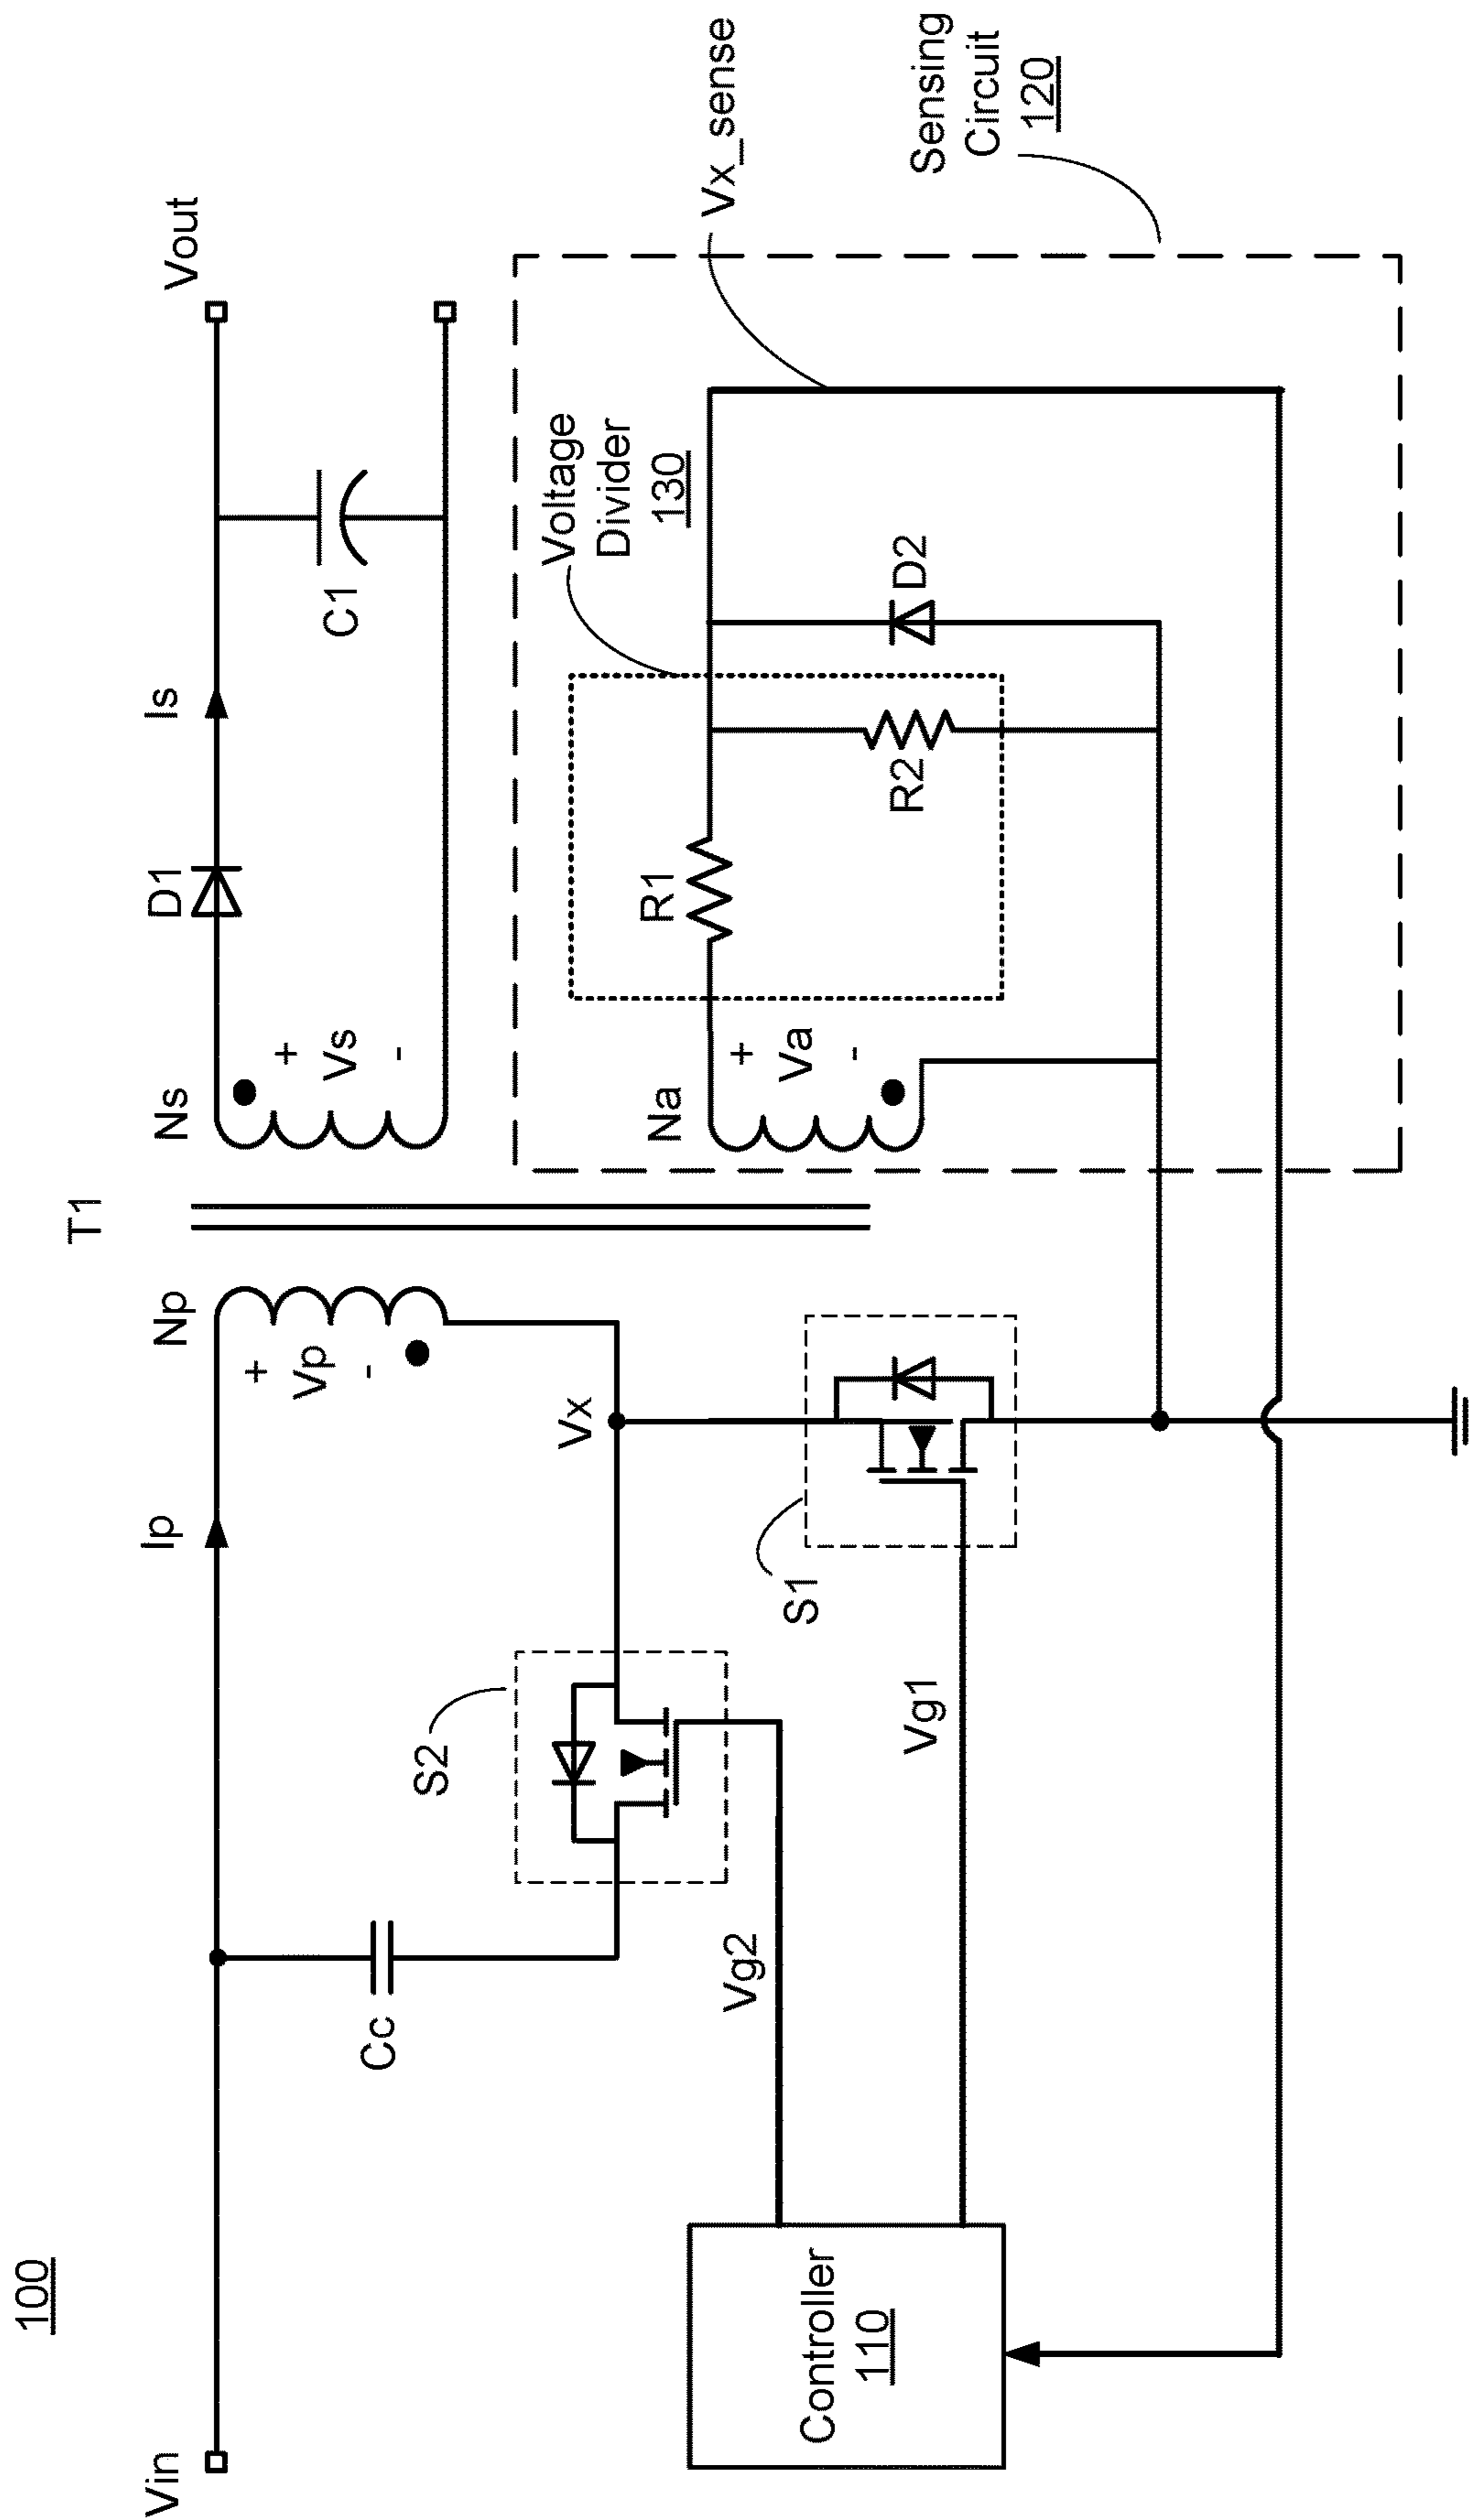 100
T1
Vin
Ip
Np
+
Vp
-
Ns
+
Vs
-
D1
Is
C1
Vout
Cc
S2
Vx
Vg2
S1
Vg1
Controller
110
Na
+
Va
-
R1
R2
D2
Voltage
Divider
130
Vx_sense
Sensing
Circuit
120